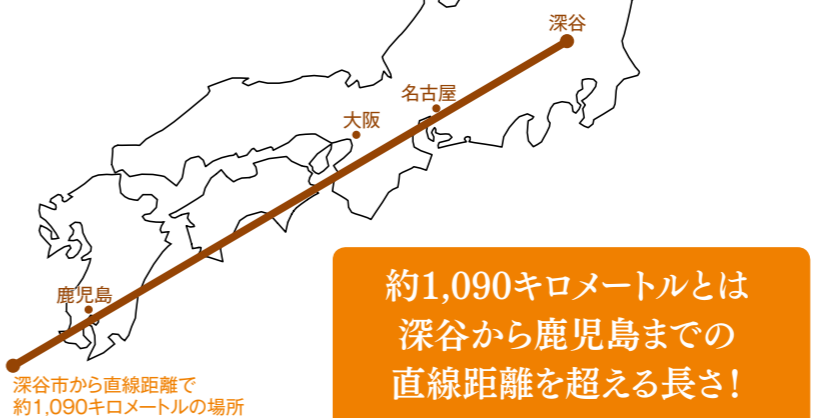 深谷
名古屋
大阪
鹿児島
深谷市から直線距離で
約1,090キロメートルの場所
約1,090キロメートルとは
深谷から鹿児島までの
直線距離を超える長さ!